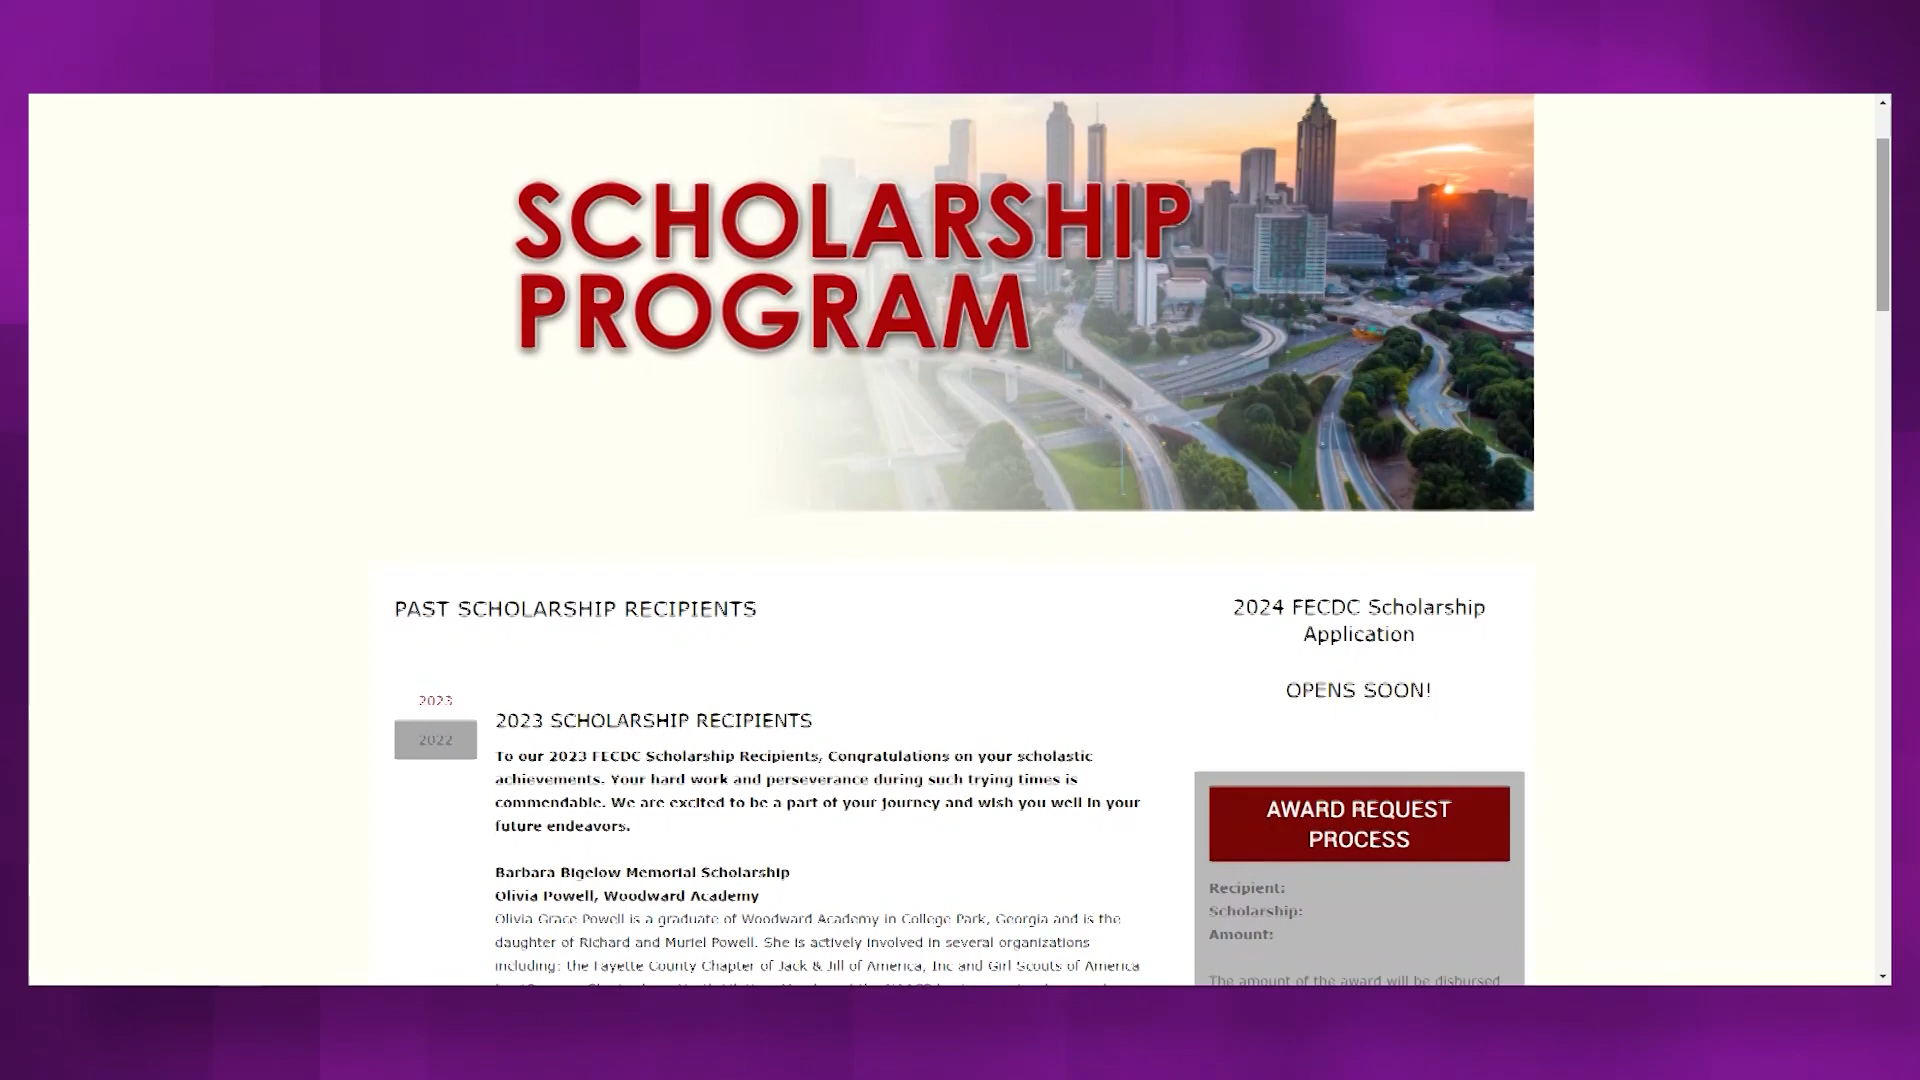 SCHOLARSHIP
PROGRAM
PAST SCHOLARSHIP RECIPIENTS
2023
2022
2023 SCHOLARSHIP RECIPIENTS
To our 2023 FECDC Scholarship Recipients, Congratulations on your scholastic
achievements. Your hard work and perseverance during such trying times is
commendable. We are excited to be a part of your journey and wish you well in your
future endeavors.
Barbara Bigelow Memorial Scholarship
Olivia Powell, Woodward Academy
Olivia Grace Powell is a graduate of Woodward Academy in College Park, Georgia and is the
daughter of Richard and Muriel Powell. She is actively involved in several organizations
including: the Fayette County Chapter of Jack & Jill of America, Inc and Girl Scouts of America
2024 FECDC Scholarship
Application
OPENS SOON!
AWARD REQUEST
PROCESS
Recipient:
Scholarship:
Amount:
The amount of the award will be disbursed